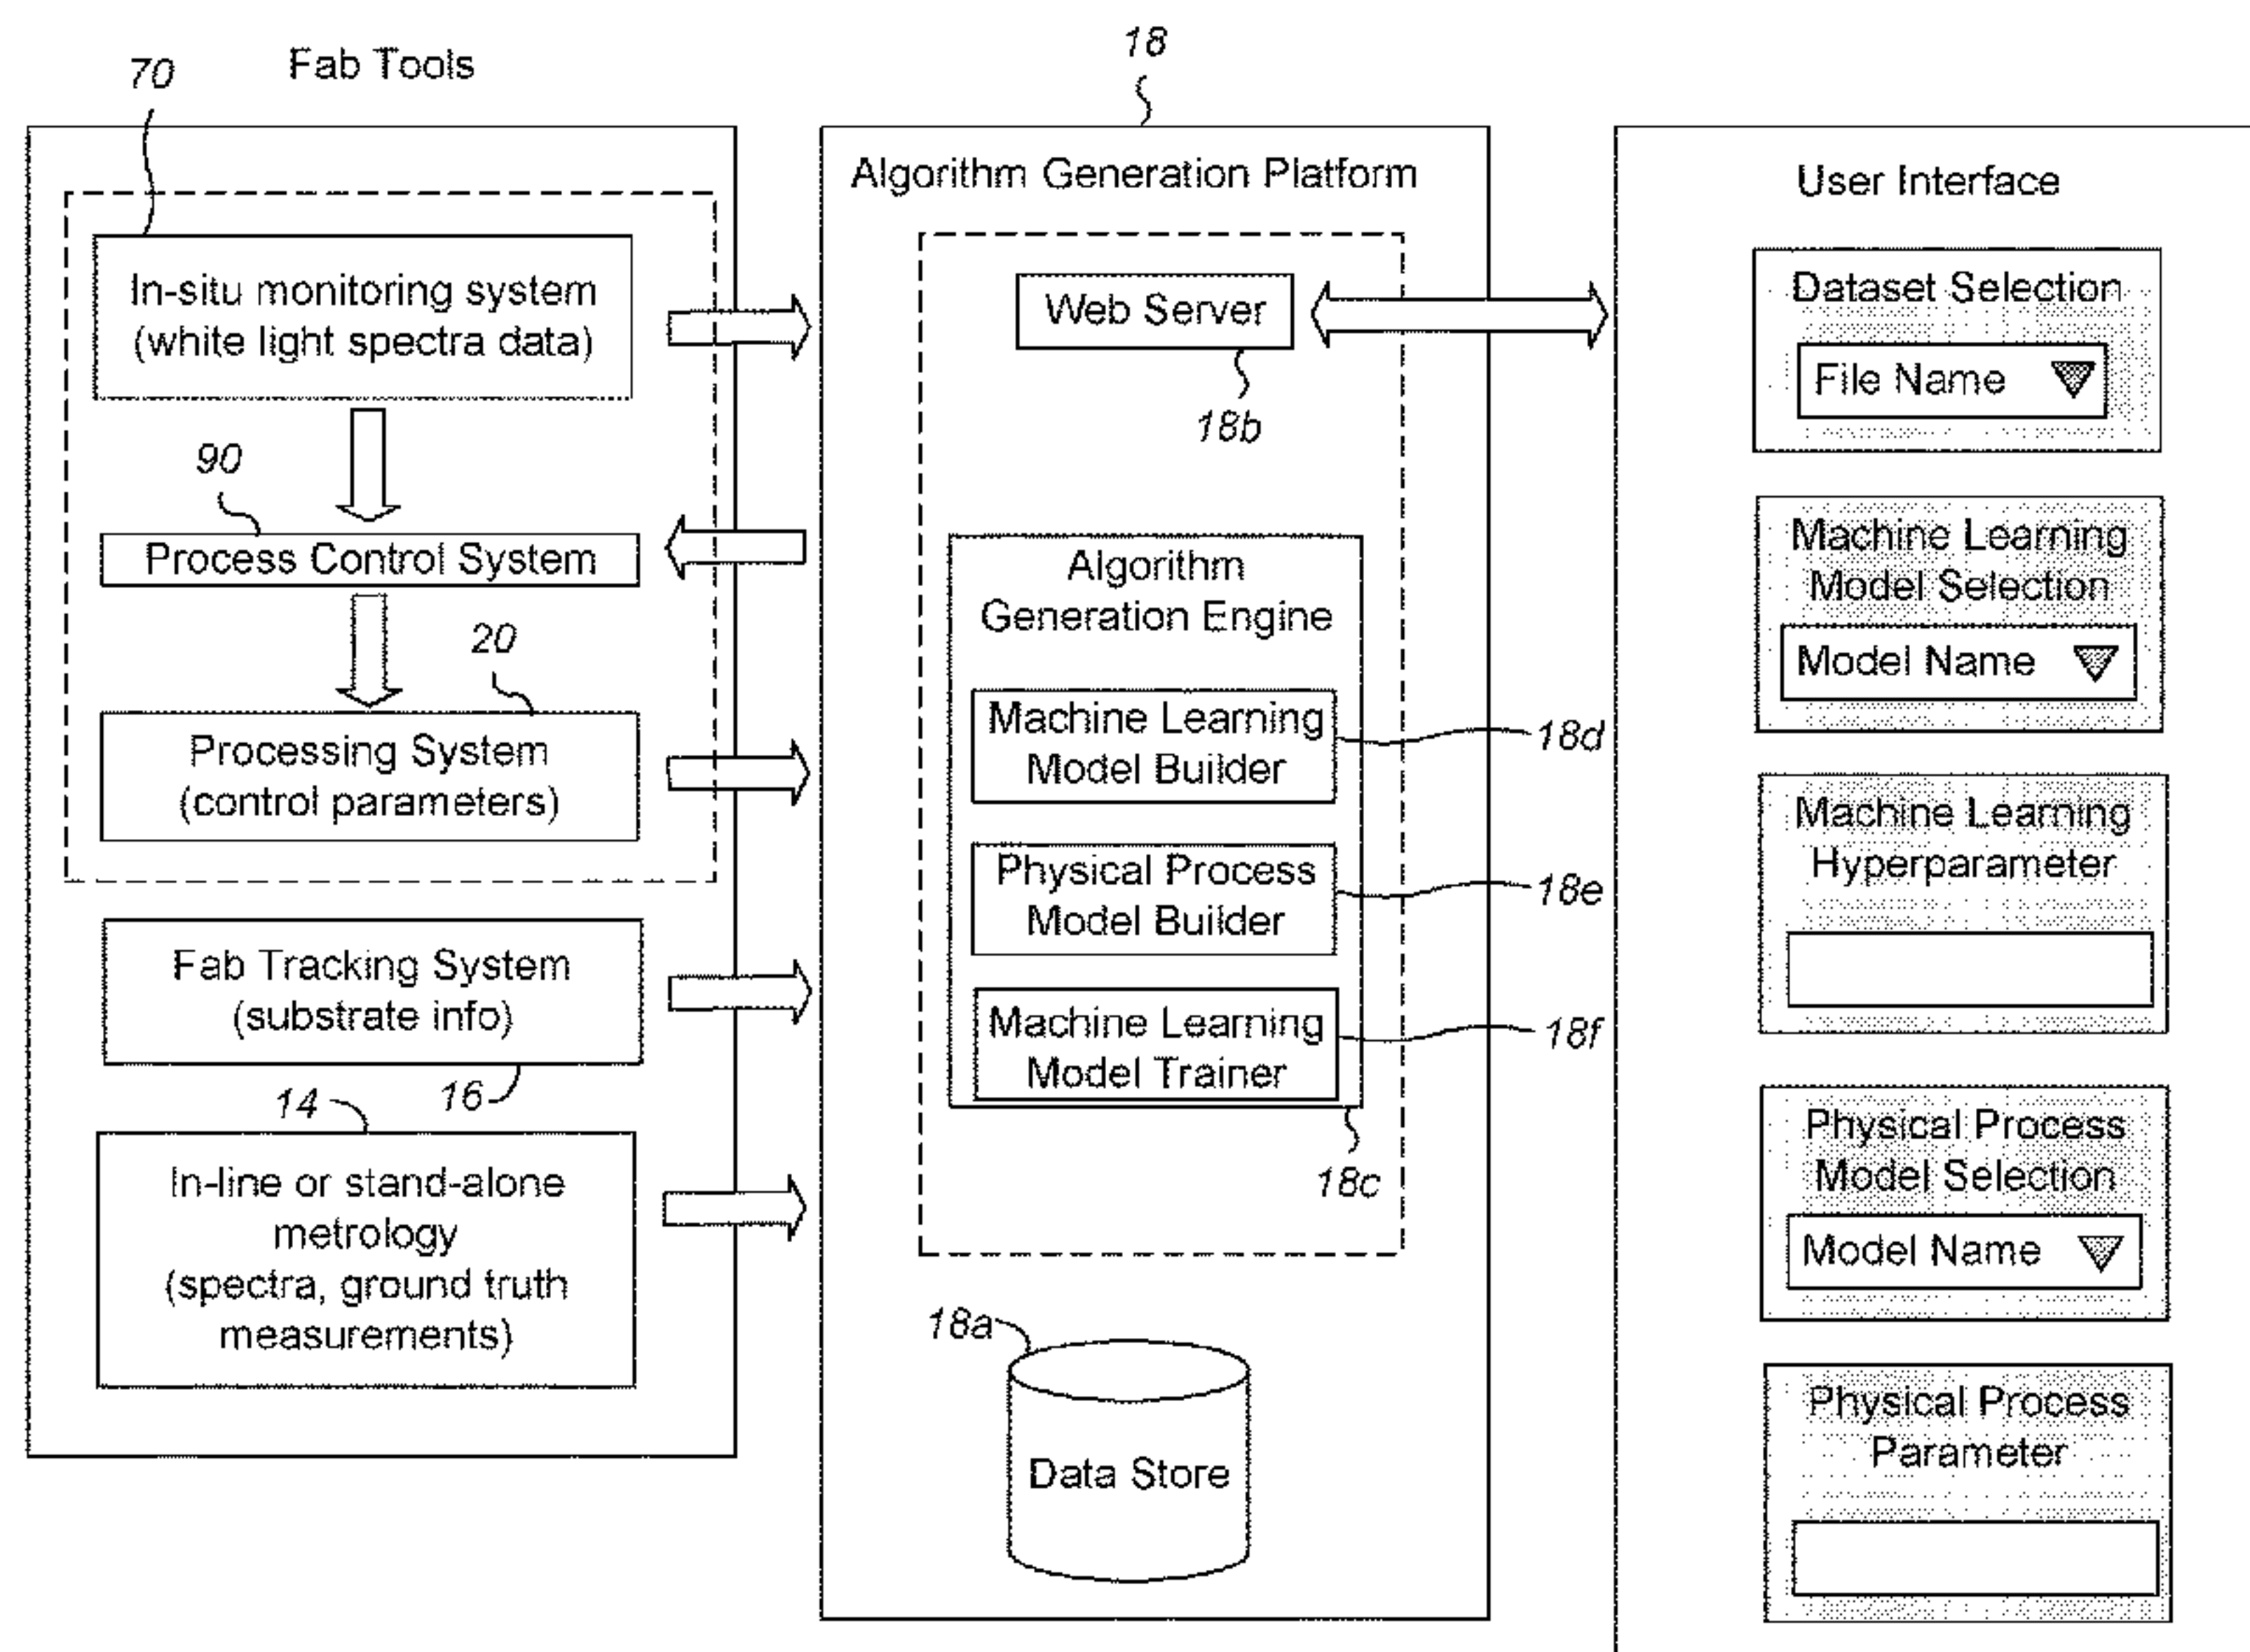 Fab Tools
70
In-situ monitoring system
(white light spectra data)
90
Process Control System
20
Processing System
(control parameters)
Fab Tracking System
(substrate info)
16
14
In-line or stand-alone
metrology
(spectra, ground truth
measurements)
18
Algorithm Generation Platform
Web Server
18b
Algorithm
Generation Engine
Machine Learning
Model Builder
18d
Physical Process
Model Builder
18e
Machine Learning
Model Trainer
18f
18c
18a
Data Store
User Interface
Dataset Selection
File Name
Machine Learning
Model Selection
Model Name
Machine Learning
Hyperparameter
Physical Process
Model Selection
Model Name
Physical Process
Parameter